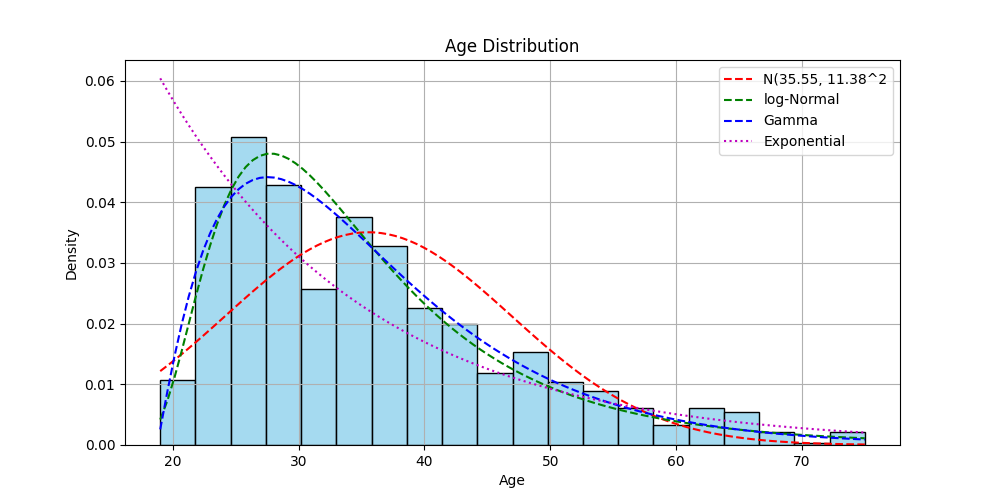 Age Distribution
N(35.55, 11.38^2
log-Normal
Gamma
Exponential
Density
0.06
0.05
0.04
0.03
0.02
0.01
0.00
20 30 40 50 60 70
Age